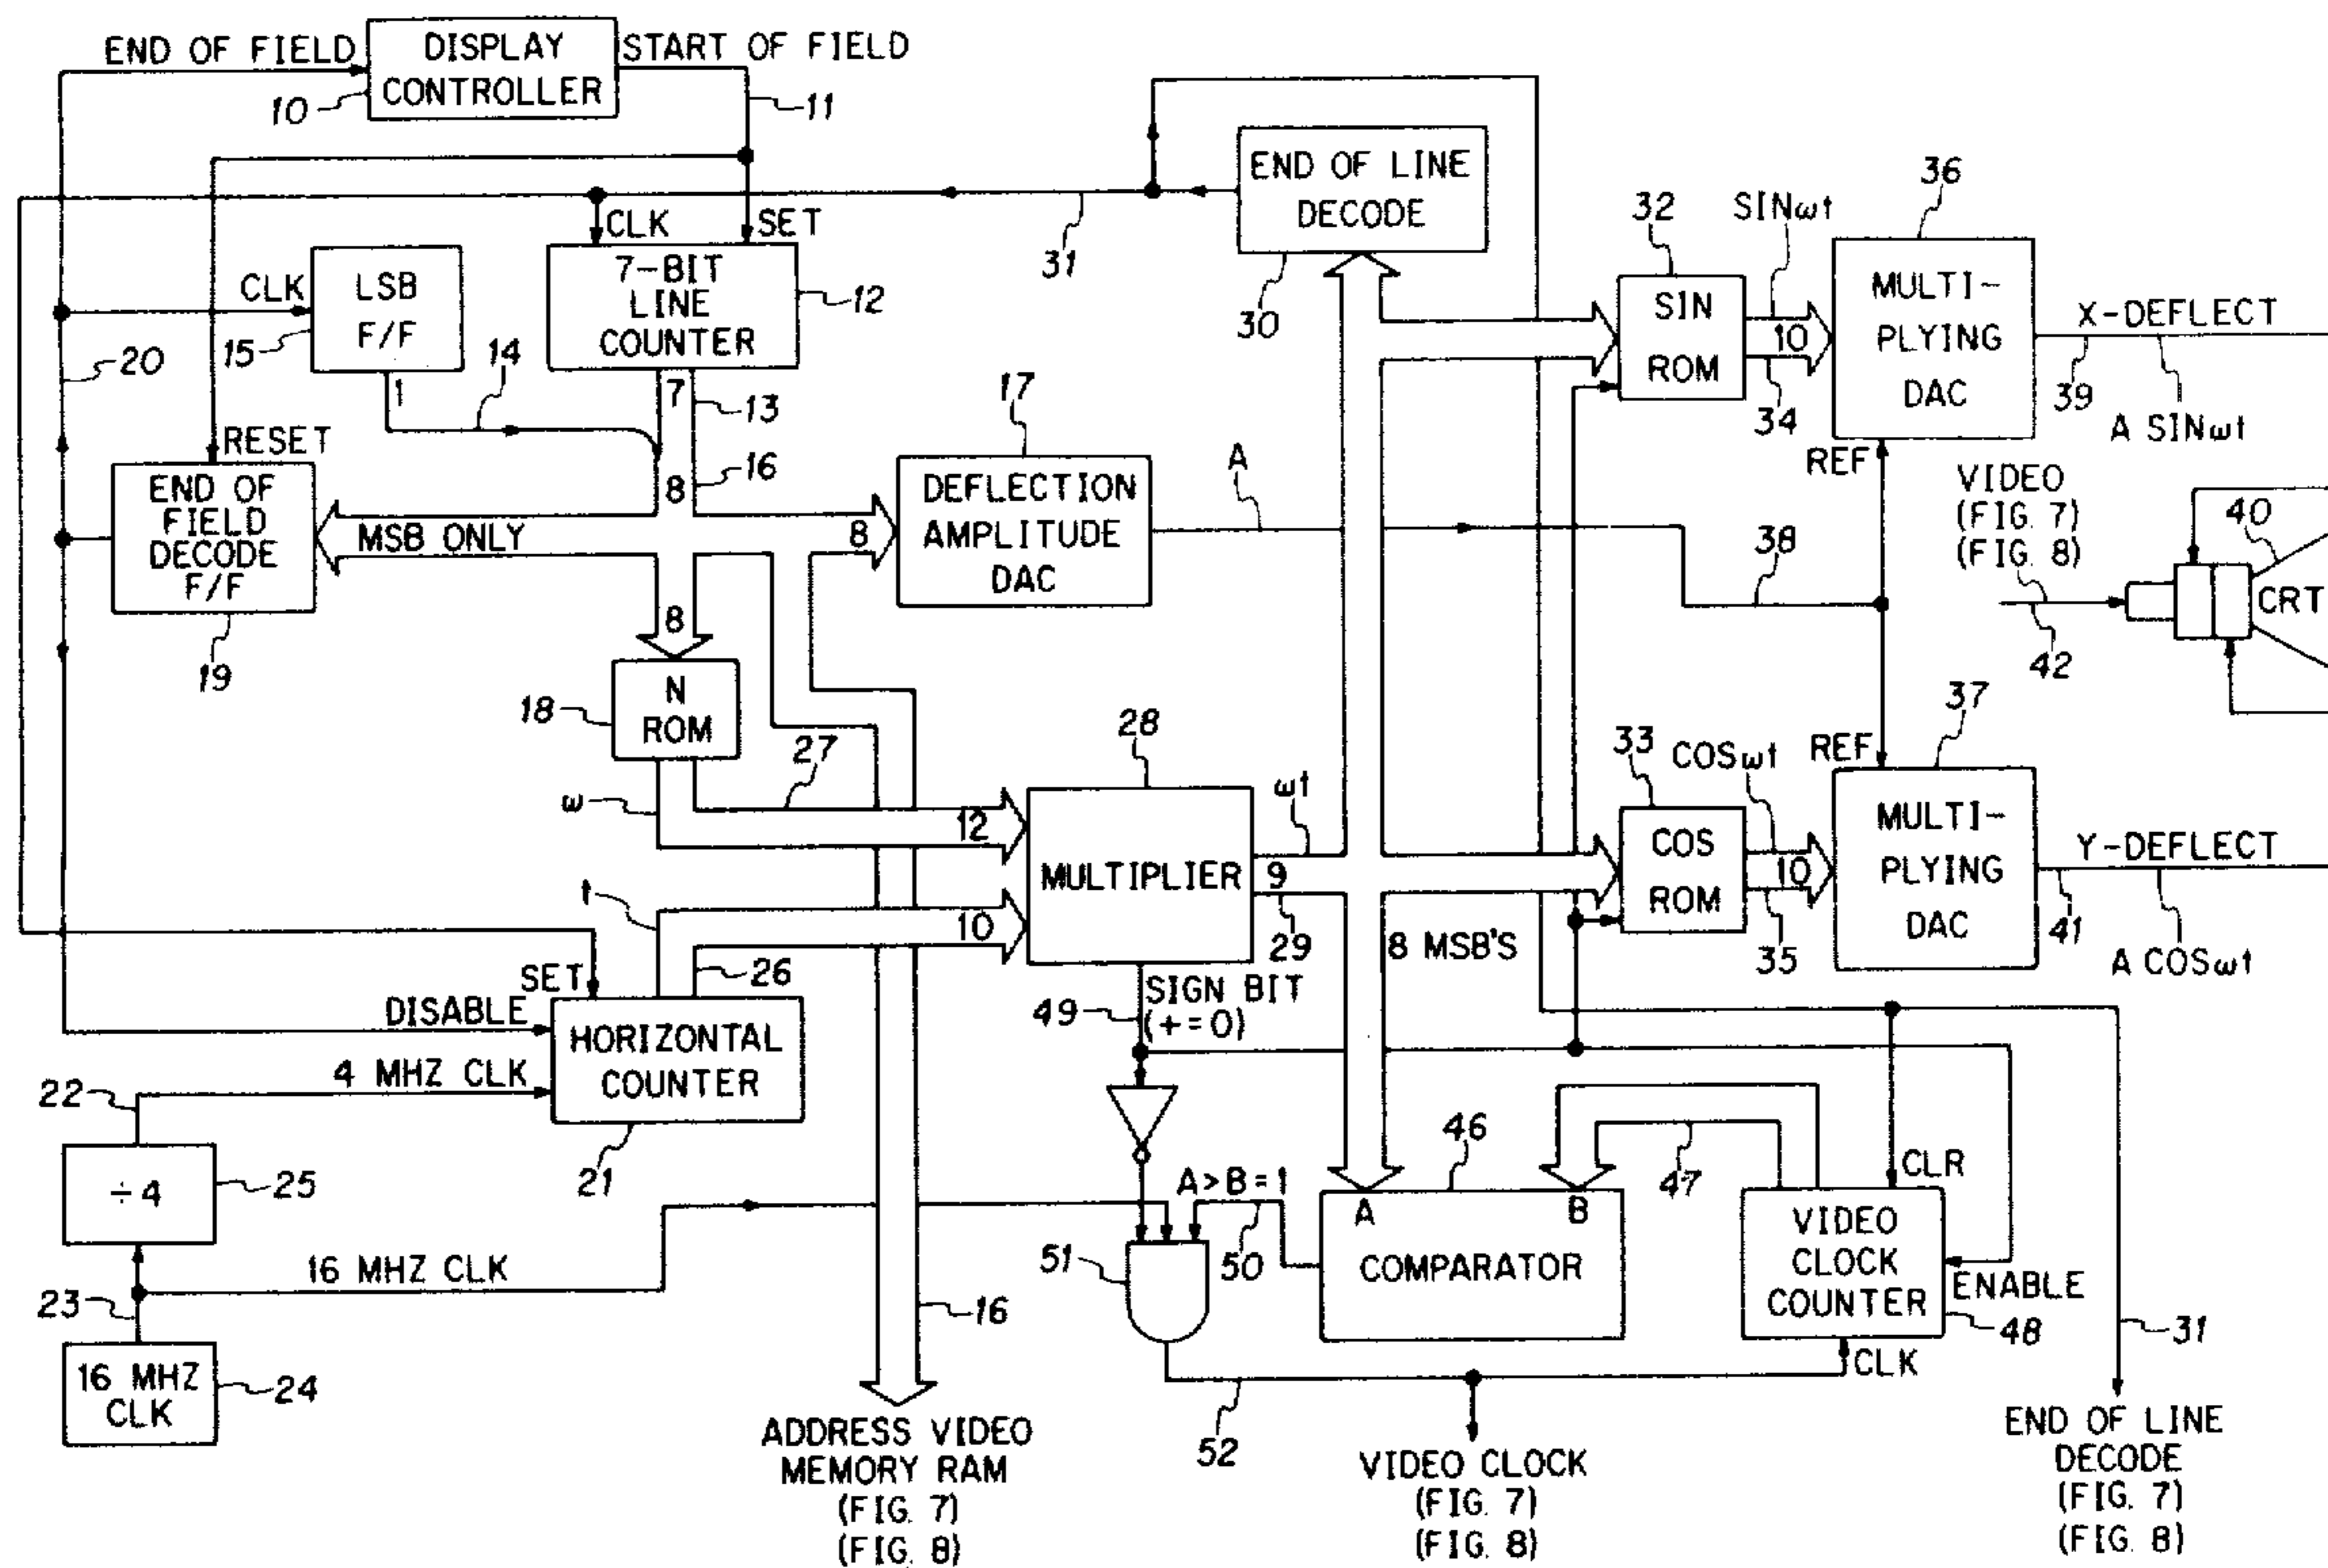 END OF FIELD
DISPLAY
CONTROLLER
START OF FIELD
10
11
CLK
SET
7-BIT
LINE
COUNTER
12
CLK
LSB
F/F
15
20
1
14
7
13
RESET
END OF
FIELD
DECODE
F/F
19
MSB ONLY
8
16
8
17
DEFLECTION
AMPLITUDE
DAC
A
8
N
ROM
18
ω
27
12
28
MULTIPLIER
t
10
26
SET
DISABLE
HORIZONTAL
COUNTER
21
4 MHZ CLK
22
÷4
25
16 MHZ CLK
23
16 MHZ
CLK
24
16
ADDRESS VIDEO
MEMORY RAM
(FIG. 7)
(FIG. 8)
31
END OF LINE
DECODE
30
32
SIN
ROM
SINωt
10
34
36
MULTI-
PLYING
DAC
X-DEFLECT
39
A SINωt
REF
38
VIDEO
(FIG. 7)
(FIG. 8)
40
CRT
42
ωt
9
29
33
COS
ROM
COSωt
10
35
REF
37
MULTI-
PLYING
DAC
Y-DEFLECT
41
A COSωt
8 MSB'S
49
SIGN BIT
(+=0)
A>B=1
50
51
46
A
B
COMPARATOR
47
CLR
VIDEO
CLOCK
COUNTER
48
ENABLE
CLK
31
52
VIDEO CLOCK
(FIG. 7)
(FIG. 8)
END OF LINE
DECODE
(FIG. 7)
(FIG. 8)